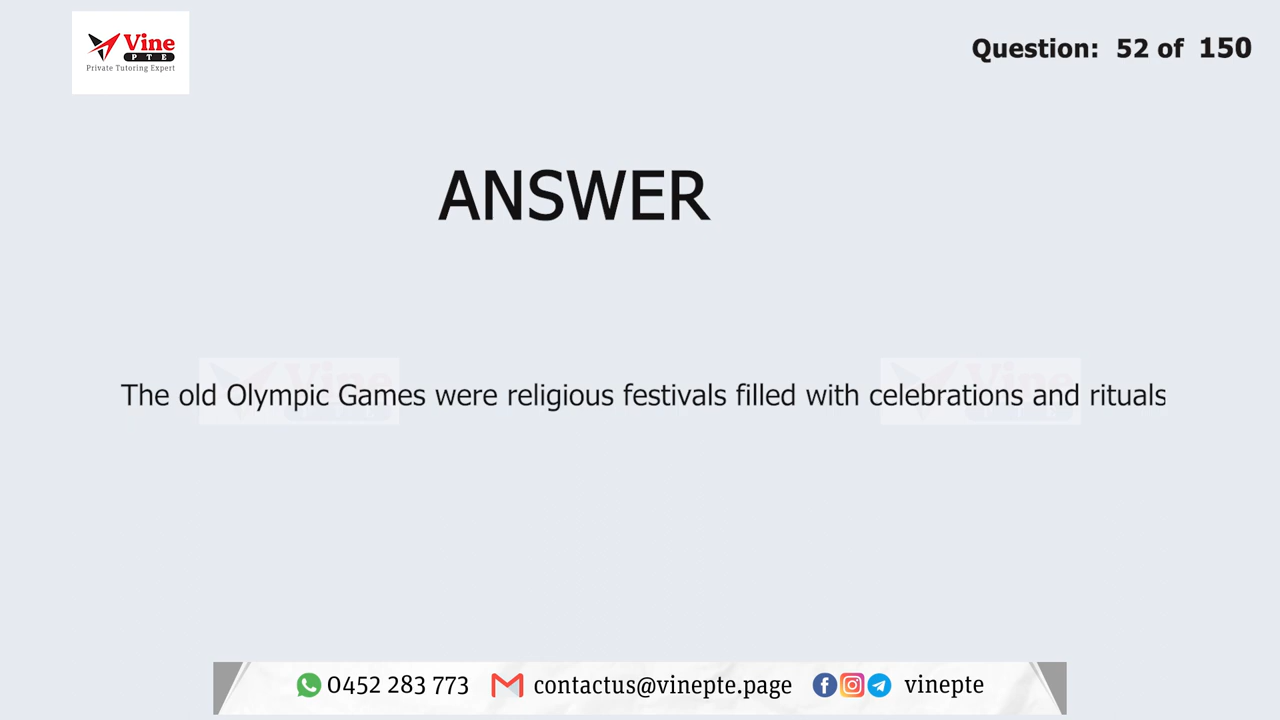 Vine
PTE
Private Tutoring Expert
Question: 52 of 150
ANSWER
The old Olympic Games were religious festivals filled with celebrations and rituals
0452 283 773 contactus@vinepte.page vinepte